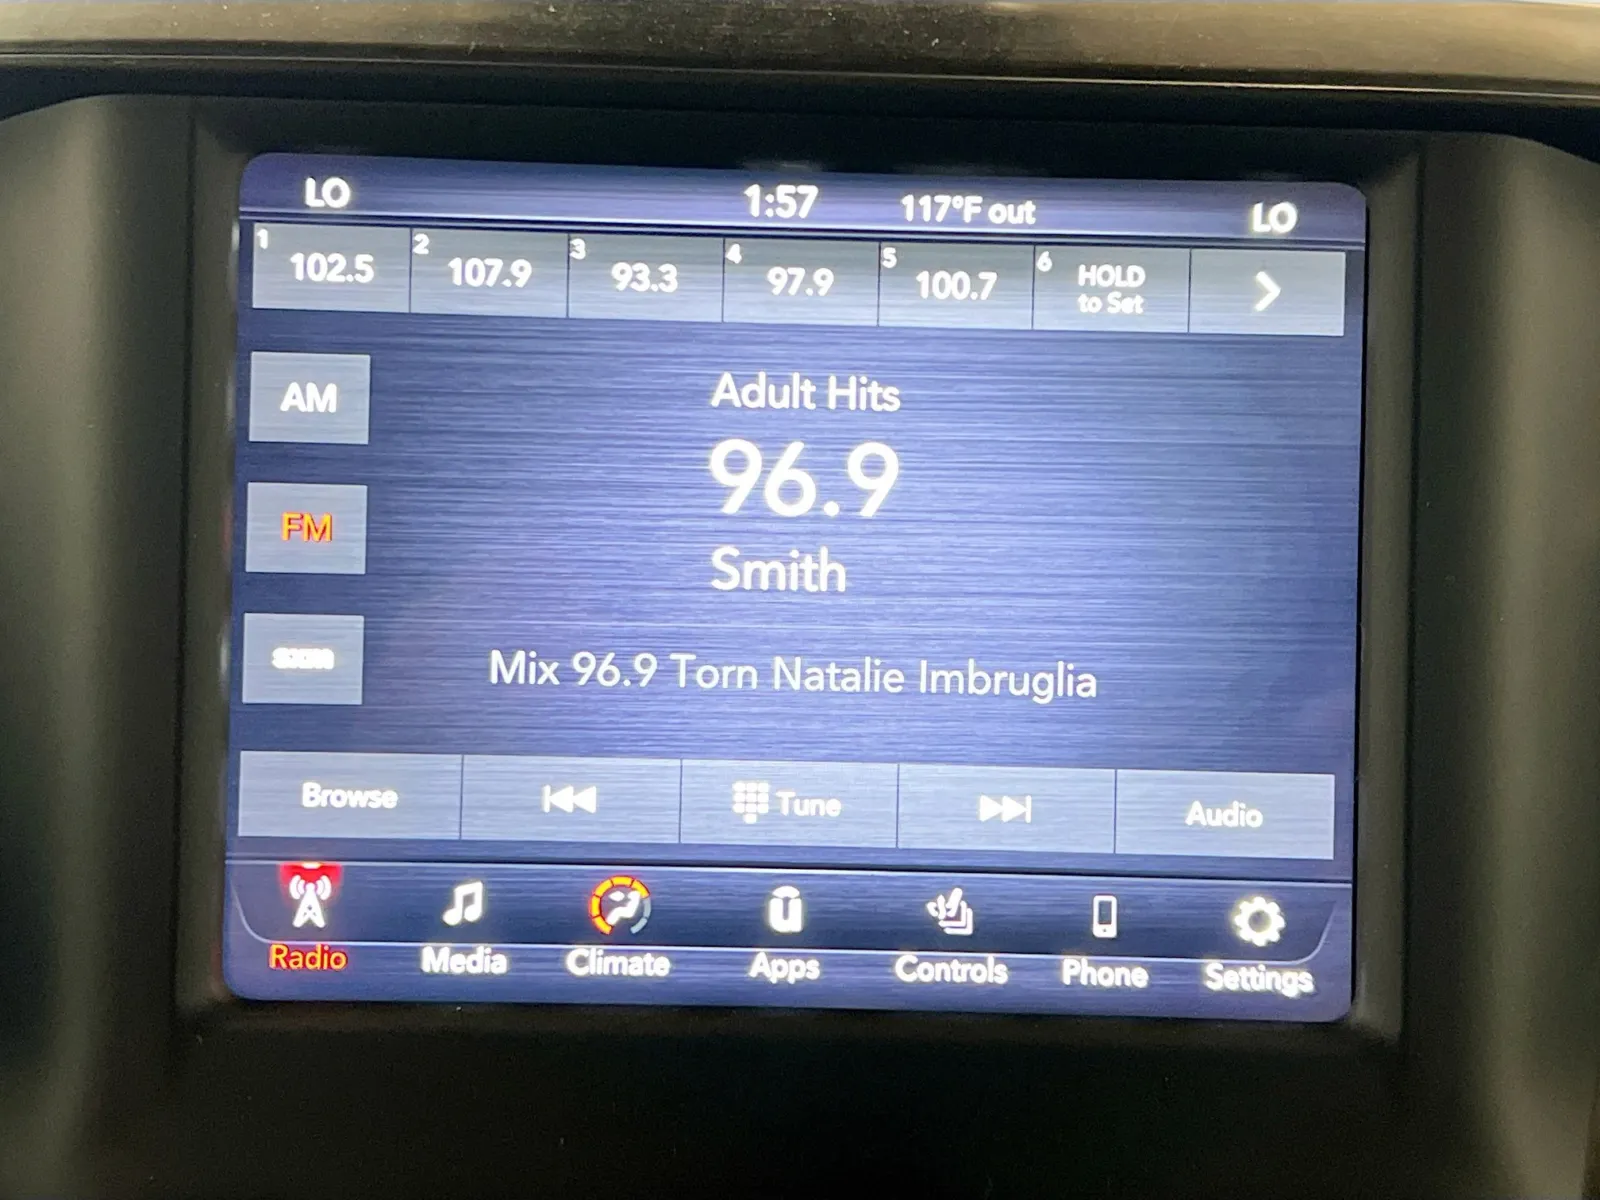 LO 1:57 117°F out LO
1 102.5 2 107.9 3 93.3 4 97.9 5 100.7 6 HOLD to Set
AM
Adult Hits
96.9
FM
Smith
Mix 96.9 Torn Natalie Imbruglia
Browse Tune Audio
Radio Media Climate Apps Controls Phone Settings